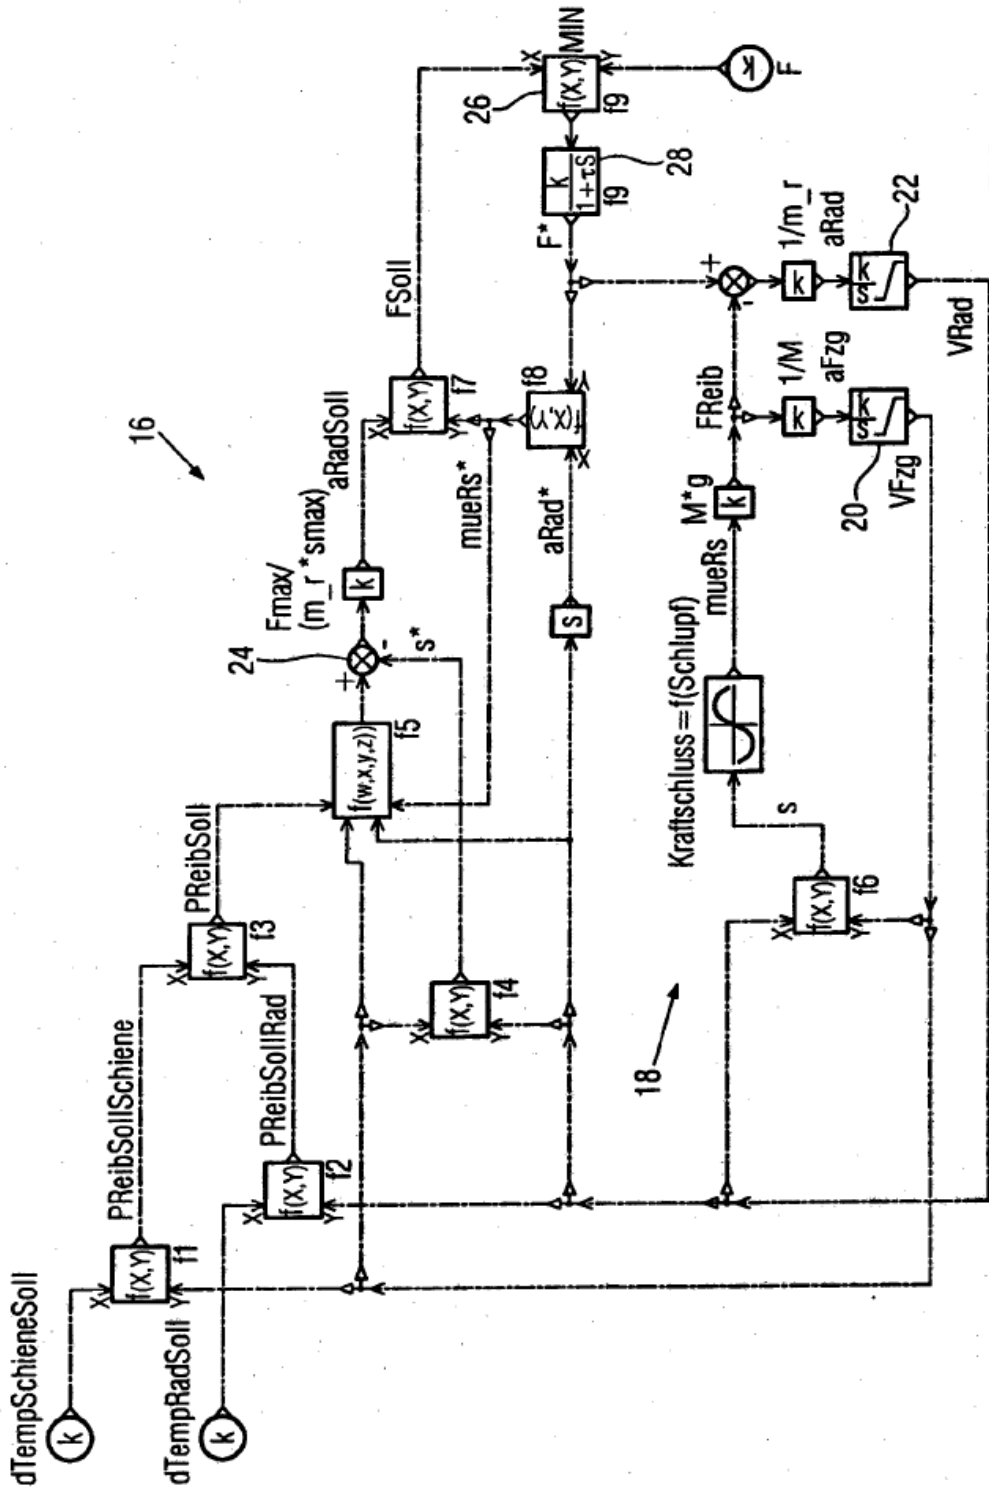 dTempSchieneSoll
k
X
f(X,Y)
Y
f1
PReibSollSchiene
dTempRadSoll
k
X
f(X,Y)
Y
f2
PReibSollRad
X
f(X,Y)
Y
f3
PReibSoll
X
f(X,Y)
Y
f4
f(w,x,y,z))
f5
+
-
24
s*
Fmax/
(m_r*smax)
k
aRadSoll
16
mueRs*
X
f(X,Y)
Y
f7
FSoll
s
aRad*
X
f(X,Y)
Y
f8
F*
k
1+τS
f9
28
26
X
f(X,Y)
Y
MIN
f9
k
F
18
X
f(X,Y)
Y
f6
s
Kraftschluss=f(Schlupf)
mueRs
M*g
k
FReib
+
-
1/M
k
aFzg
k
s
20
VFzg
1/m_r
k
aRad
k
s
22
VRad